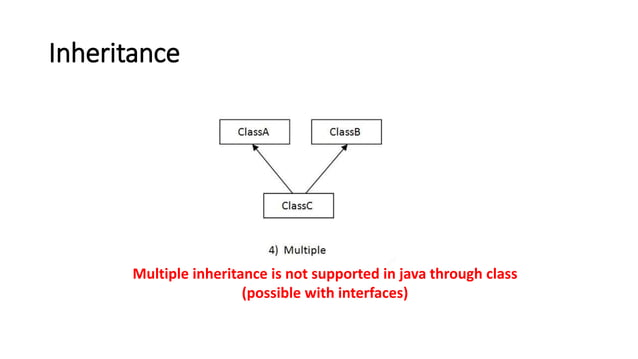 Inheritance
ClassA
ClassB
ClassC
4) Multiple
Multiple inheritance is not supported in java through class
(possible with interfaces)